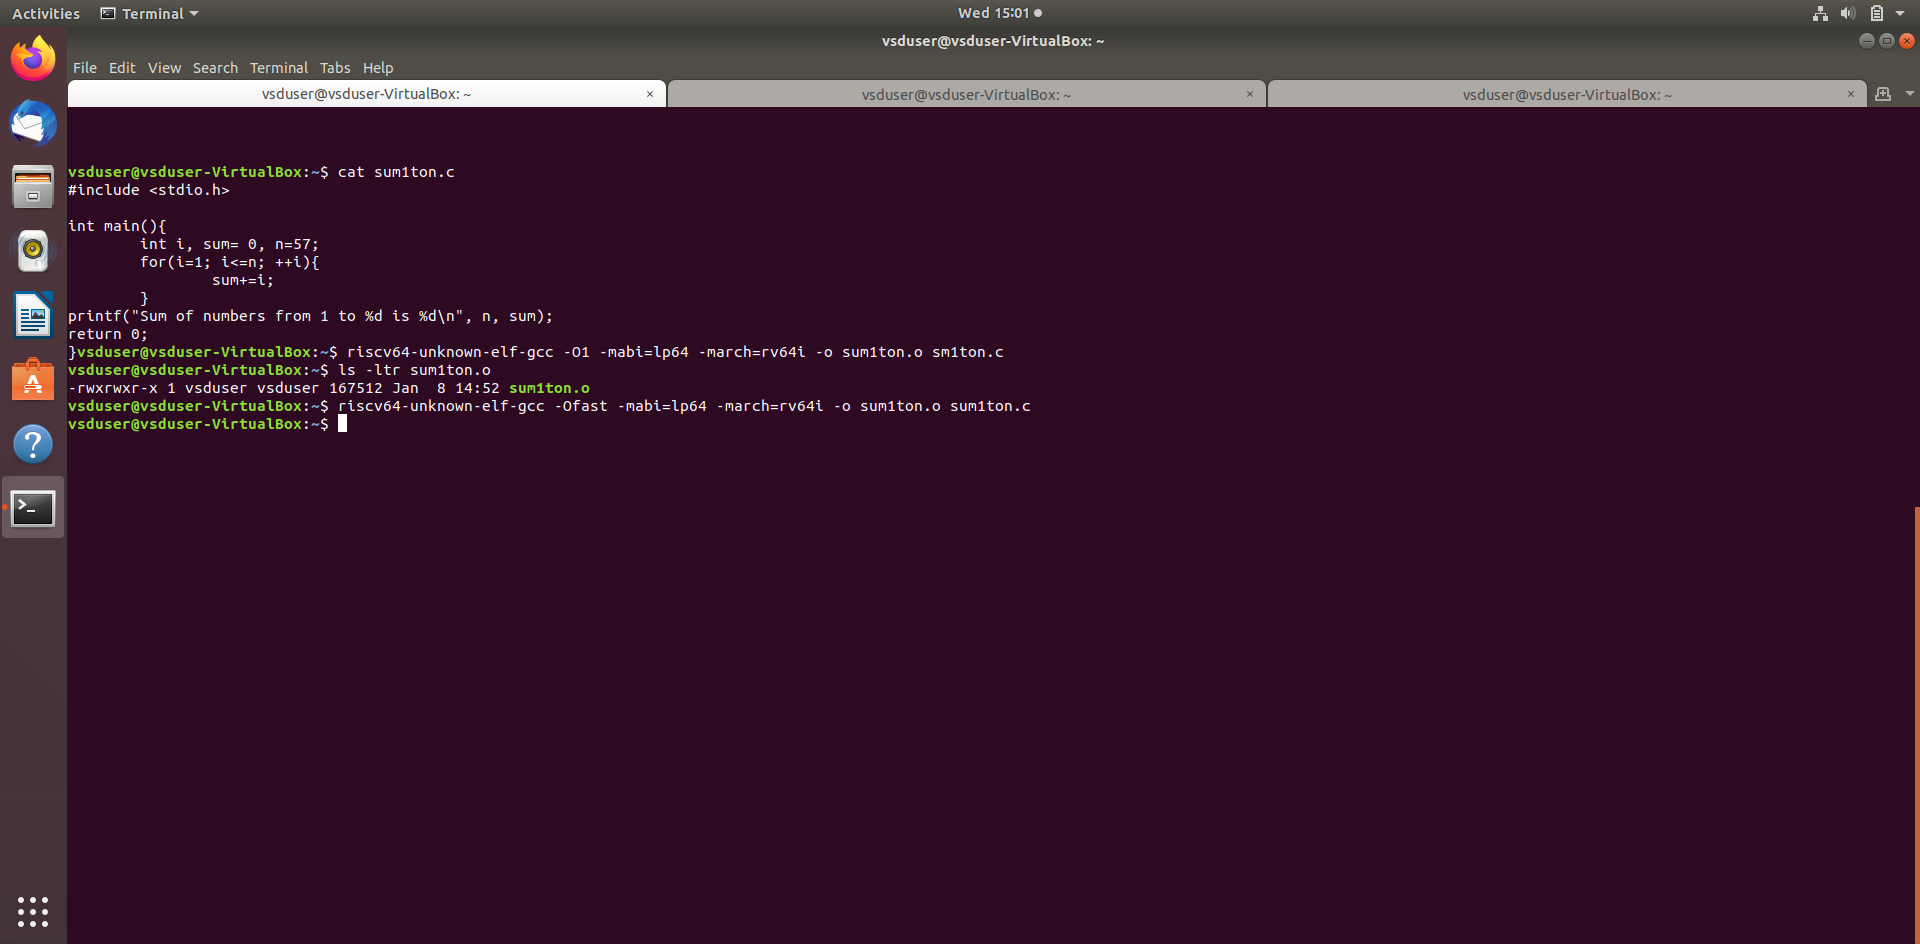 Activities Terminal Wed 15:01
vsduser@vsduser-VirtualBox: ~
File Edit View Search Terminal Tabs Help
vsduser@vsduser-VirtualBox: ~ × vsduser@vsduser-VirtualBox: ~ × vsduser@vsduser-VirtualBox: ~ ×
vsduser@vsduser-VirtualBox:~$ cat sum1ton.c
#include <stdio.h>
int main(){
int i, sum= 0, n=57;
for(i=1; i<=n; ++i){
sum+=i;
}
printf("Sum of numbers from 1 to %d is %d\n", n, sum);
return 0;
}vsduser@vsduser-VirtualBox:~$ riscv64-unknown-elf-gcc -O1 -mabi=lp64 -march=rv64i -o sum1ton.o sm1ton.c
vsduser@vsduser-VirtualBox:~$ ls -ltr sum1ton.o
-rwxrwxr-x 1 vsduser vsduser 167512 Jan  8 14:52 sum1ton.o
vsduser@vsduser-VirtualBox:~$ riscv64-unknown-elf-gcc -Ofast -mabi=lp64 -march=rv64i -o sum1ton.o sum1ton.c
vsduser@vsduser-VirtualBox:~$